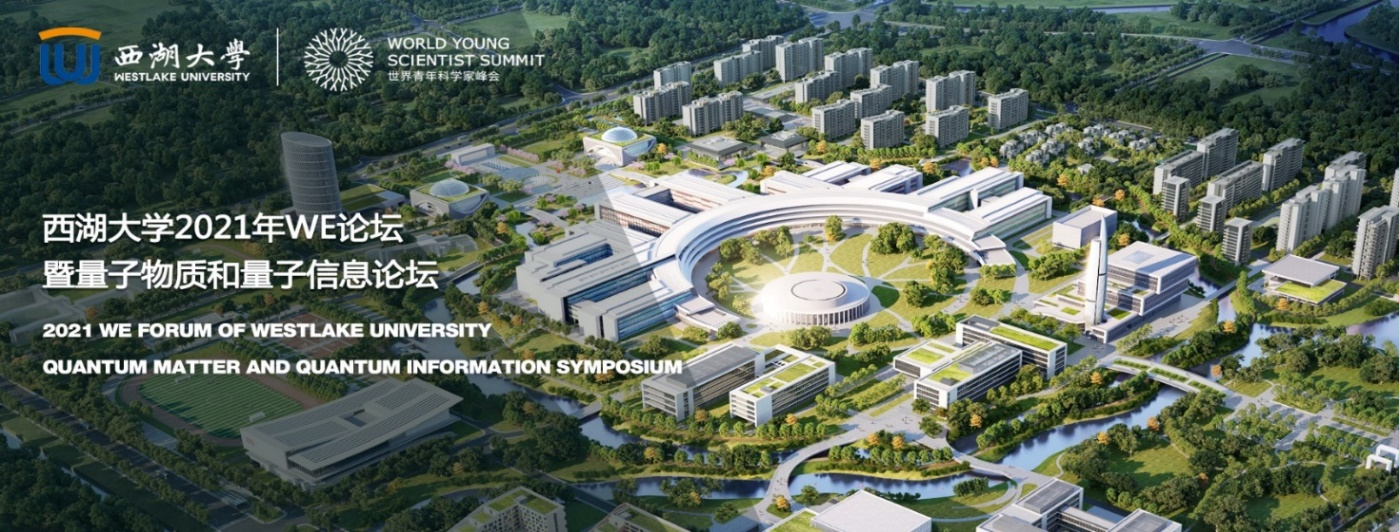 西湖大學
WESTLAKE UNIVERSITY
WORLD YOUNG
SCIENTIST SUMMIT
世界青年科学家峰会
西湖大学2021年WE论坛
暨量子物质和量子信息论坛
2021 WE FORUM OF WESTLAKE UNIVERSITY
QUANTUM MATTER AND QUANTUM INFORMATION SYMPOSIUM